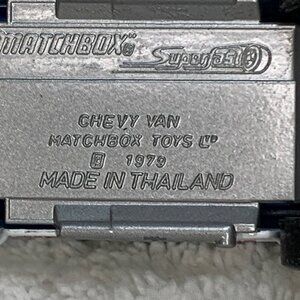 MATCHBOX® Superfast
CHEVY VAN
MATCHBOX TOYS LTD
© 1979
MADE IN THAILAND